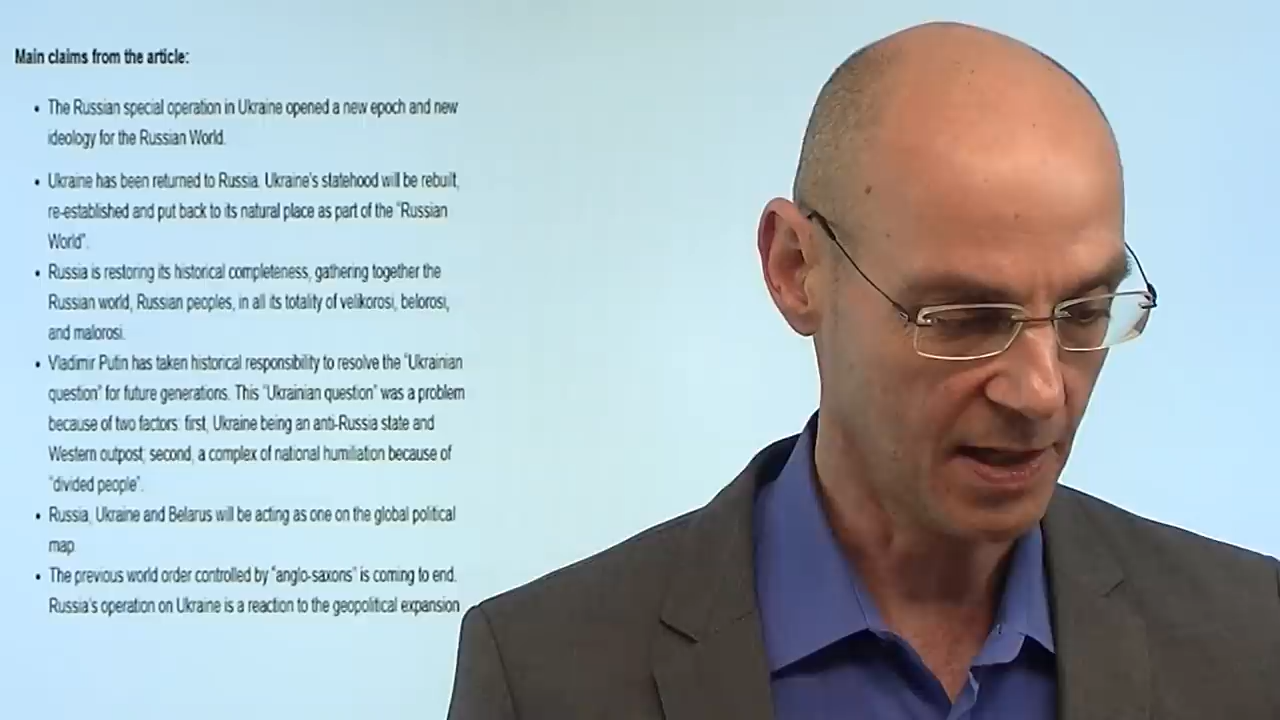 Main claims from the article:
• The Russian special operation in Ukraine opened a new epoch and new
ideology for the Russian World.
• Ukraine has been returned to Russia. Ukraine's statehood will be rebuilt,
re-established and put back to its natural place as part of the "Russian
World".
• Russia is restoring its historical completeness, gathering together the
Russian world, Russian peoples, in all its totality of velikorosi, belorosi,
and malorosi.
• Vladimir Putin has taken historical responsibility to resolve the "Ukrainian
question" for future generations. This "Ukrainian question" was a problem
because of two factors: first, Ukraine being an anti-Russia state and
Western outpost; second, a complex of national humiliation because of
"divided people".
• Russia, Ukraine and Belarus will be acting as one on the global political
map
• The previous world order controlled by "anglo-saxons" is coming to end.
Russia's operation on Ukraine is a reaction to the geopolitical expansion